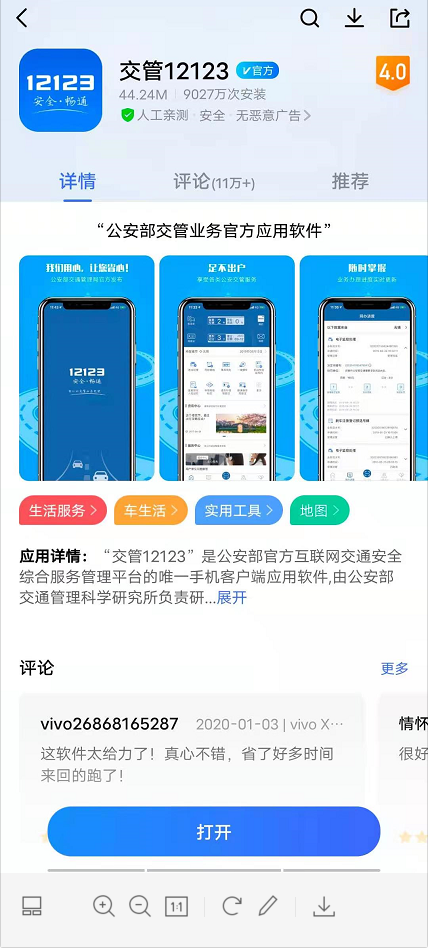 12123
安全·畅通
交管12123
官方
4.0
44.24M 9027万次安装
人工亲测·安全·无恶意广告
详情
评论(11万+)
推荐
“公安部交管业务官方应用软件”
我们用心,让您省心!
公安部交通管理局官方发布
12123
安全·畅通
足不出户
享受各类公安交管服务
随时掌握
业务办理进度实时更新
网办进度
生活服务
车生活
实用工具
地图
应用详情:“交管12123”是公安部官方互联网交通安全
综合服务管理平台的唯一手机客户端应用软件,由公安部
交通管理科学研究所负责研...展开
评论
更多
vivo26868165287 2020-01-03 | vivo X···
这软件太给力了!真心不错,省了好多时间
来回的跑了!
情怀
很好
打开
1:1